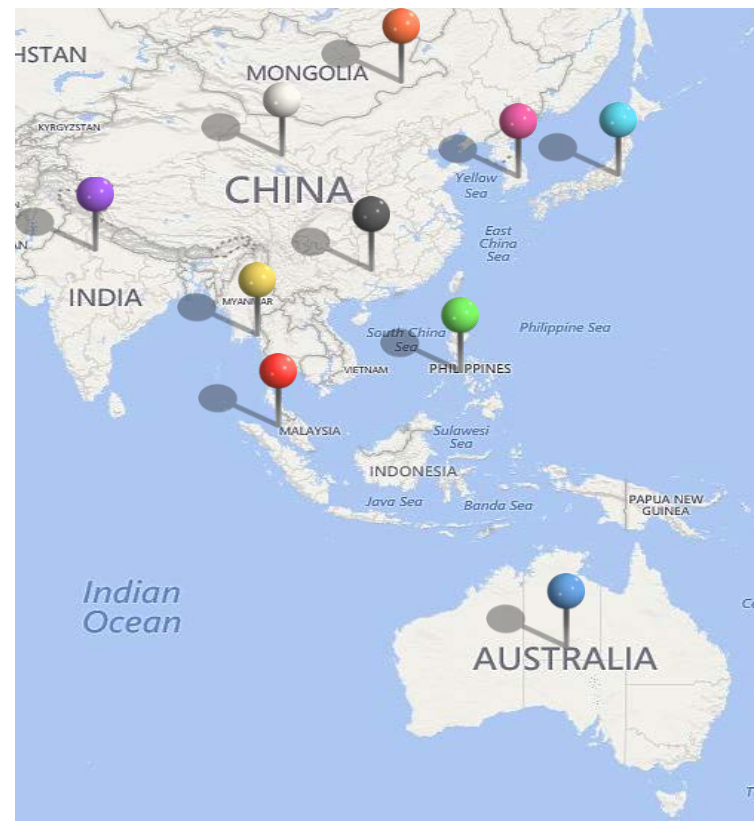 HSTAN
MONGOLIA
KYRGYZSTAN
CHINA
Yellow
Sea
N
AN
East
China
Sea
INDIA
MYANMAR
South China
Sea
Philippine Sea
VIETNAM
PHILIPPINES
MALAYSIA
Sulawesi
Sea
INDONESIA
Java Sea
Banda Sea
PAPUA NEW
GUINEA
Indian
Ocean
AUSTRALIA